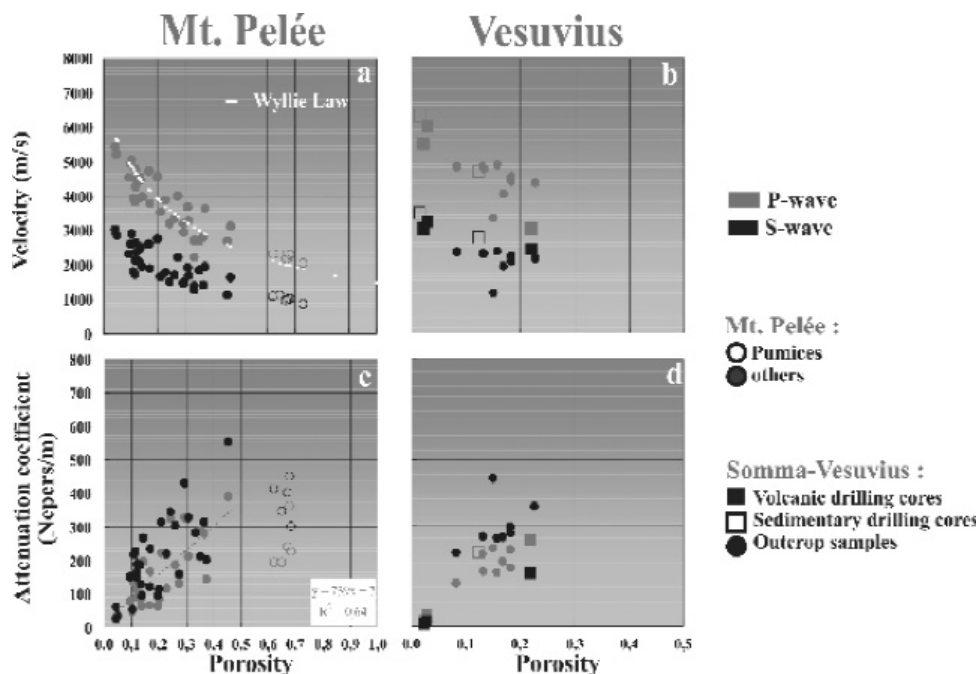 Mt. Pelée
Vesuvius
8000
7000
6000
5000
4000
3000
2000
1000
0
Velocity (m/s)
a
Wyllie Law
b
P-wave
S-wave
Mt. Pelée :
Pumices
others
800
700
600
500
400
300
200
100
0
Attenuation coefficient
(Nepers/m)
c
d
0.0 0,1 0,2 0,3 0,4 0,5 0,6 0,7 0,8 0,9 1,0
Porosity
0.0 0,1 0,2 0,3 0,4 0,5
Porosity
Somma-Vesuvius :
Volcanic drilling cores
Sedimentary drilling cores
Outcrop samples